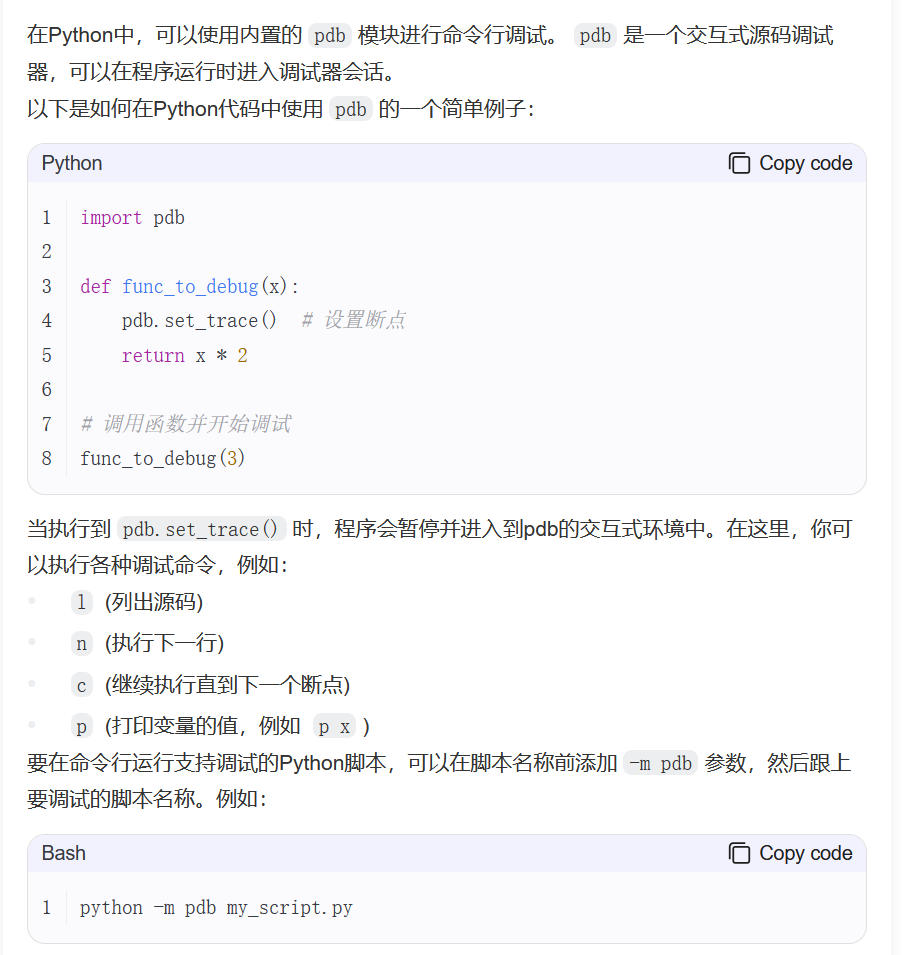 在Python中，可以使用内置的 pdb 模块进行命令行调试。 pdb 是一个交互式源码调试
器，可以在程序运行时进入调试器会话。
以下是如何在Python代码中使用 pdb 的一个简单例子：
Python Copy code
1 import pdb
2
3 def func_to_debug(x):
4     pdb.set_trace()  # 设置断点
5     return x * 2
6
7 # 调用函数并开始调试
8 func_to_debug(3)
当执行到 pdb.set_trace() 时，程序会暂停并进入到pdb的交互式环境中。在这里，你可
以执行各种调试命令，例如：
l (列出源码)
n (执行下一行)
c (继续执行直到下一个断点)
p (打印变量的值，例如 p x )
要在命令行运行支持调试的Python脚本，可以在脚本名称前添加 -m pdb 参数，然后跟上
要调试的脚本名称。例如：
Bash Copy code
1 python -m pdb my_script.py